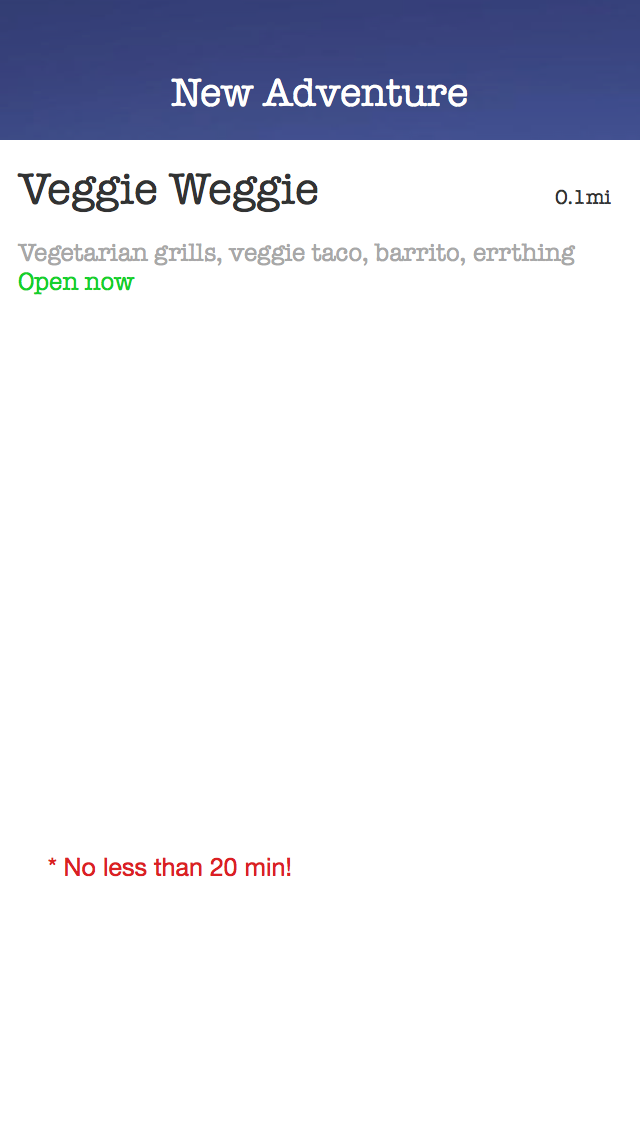 New Adventure
Veggie Weggie
0.1mi
Vegetarian grills, veggie taco, barrito, errthing
Open now
* No less than 20 min!